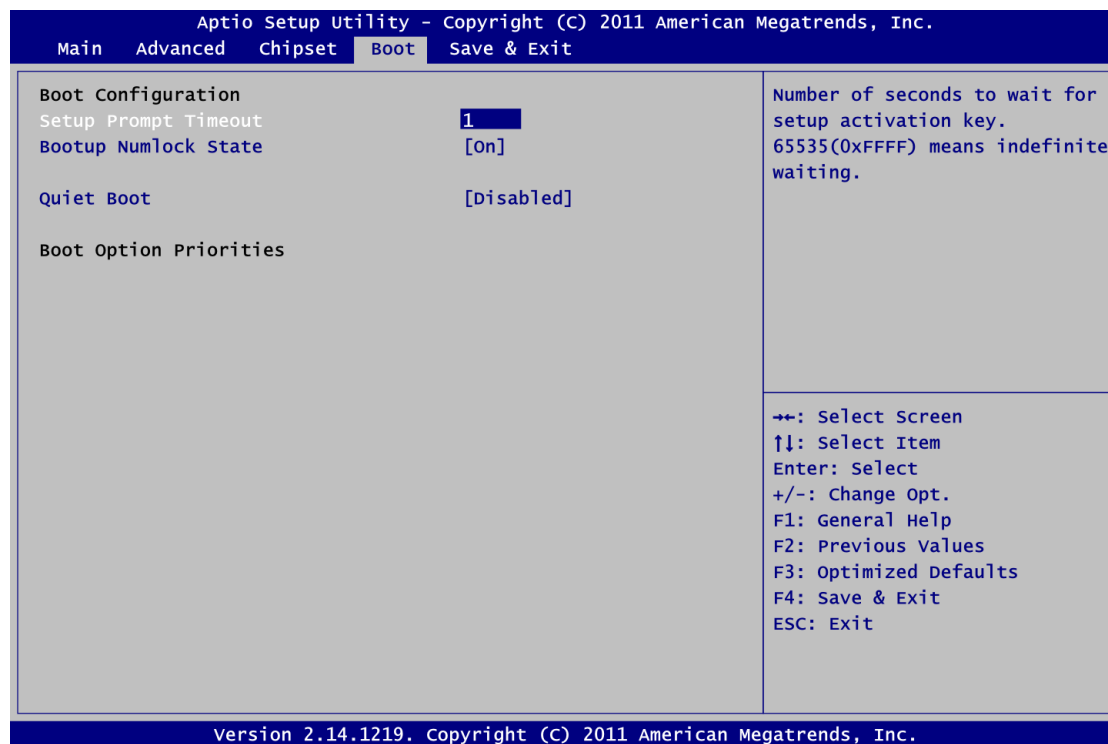 Aptio Setup Utility - Copyright (C) 2011 American Megatrends, Inc.
Main Advanced Chipset Boot Save & Exit
Boot Configuration
Setup Prompt Timeout 1
Bootup Numlock State [On]
Quiet Boot [Disabled]
Boot Option Priorities
Number of seconds to wait for
setup activation key.
65535(0xFFFF) means indefinite
waiting.
→←: Select Screen
↑↓: Select Item
Enter: Select
+/-: Change Opt.
F1: General Help
F2: Previous Values
F3: Optimized Defaults
F4: Save & Exit
ESC: Exit
Version 2.14.1219. Copyright (C) 2011 American Megatrends, Inc.